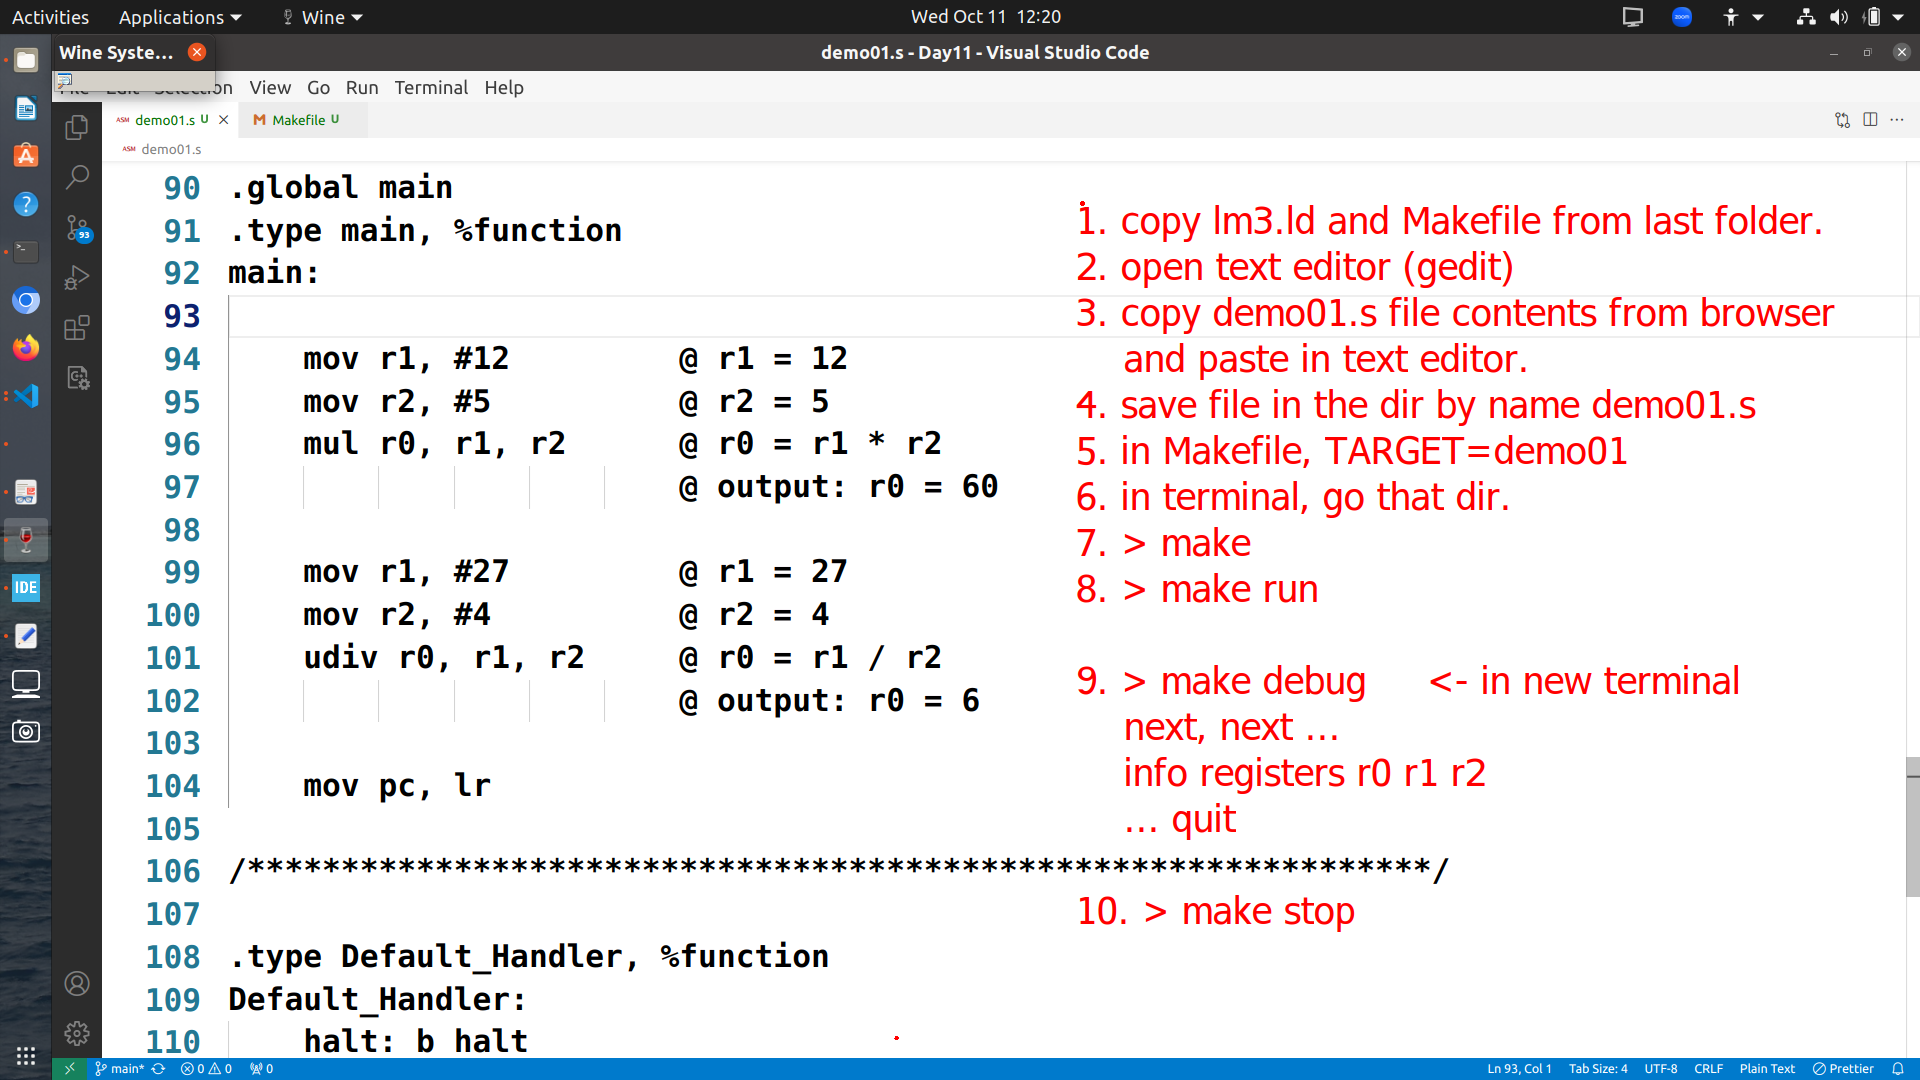 Activities Applications Wine Wed Oct 11 12:20 zoom
Wine Syste... demo01.s - Day11 - Visual Studio Code
View Go Run Terminal Help
ASM demo01.s U M Makefile U
ASM demo01.s
90 .global main
91 .type main, %function
92 main:
93
94 mov r1, #12 @ r1 = 12
95 mov r2, #5 @ r2 = 5
96 mul r0, r1, r2 @ r0 = r1 * r2
97 @ output: r0 = 60
98
99 mov r1, #27 @ r1 = 27
100 mov r2, #4 @ r2 = 4
101 udiv r0, r1, r2 @ r0 = r1 / r2
102 @ output: r0 = 6
103
104 mov pc, lr
105
106 /***************************************************************/
107
108 .type Default_Handler, %function
109 Default_Handler:
110 halt: b halt
1. copy lm3.ld and Makefile from last folder.
2. open text editor (gedit)
3. copy demo01.s file contents from browser
and paste in text editor.
4. save file in the dir by name demo01.s
5. in Makefile, TARGET=demo01
6. in terminal, go that dir.
7. > make
8. > make run
9. > make debug <- in new terminal
next, next ...
info registers r0 r1 r2
... quit
10. > make stop
93
IDE
main* 0 0 0 Ln 93, Col 1 Tab Size: 4 UTF-8 CRLF Plain Text Prettier